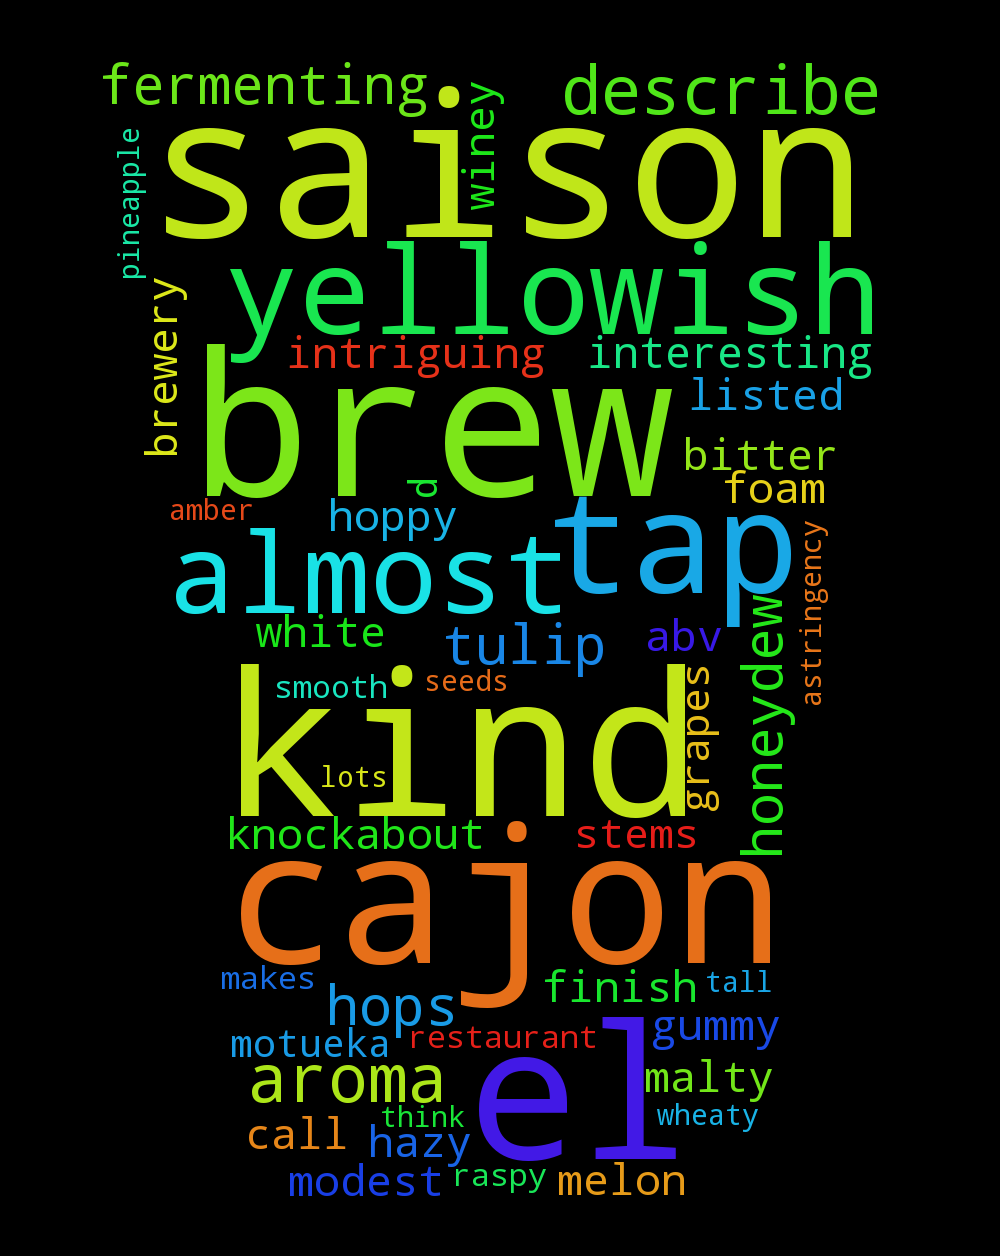 fermenting
describe
winey
saison
pineapple
yellowish
brewery
intriguing
interesting
brew
listed
bitter
foam
d
amber
hoppy
tap
almost
astringency
white
tulip
abv
honeydew
smooth
seeds
kind
grapes
lots
knockabout
stems
cajon
makes
finish
tall
hops
gummy
motueka
restaurant
el
aroma
malty
think
wheaty
call
hazy
modest
raspy
melon